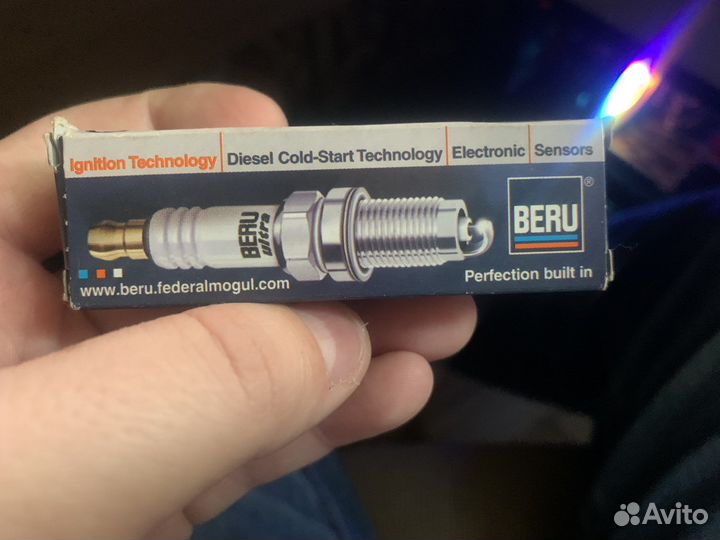 Ignition Technology | Diesel Cold-Start Technology | Electronic | Sensors
BERU
ultra
BERU ®
www.beru.federalmogul.com
Perfection built in
Avito